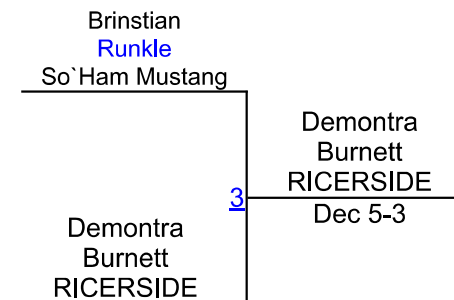 Brinstian
Runkle
So`Ham Mustang
Demontra
Burnett
RICERSIDE
3
Dec 5-3
Demontra
Burnett
RICERSIDE